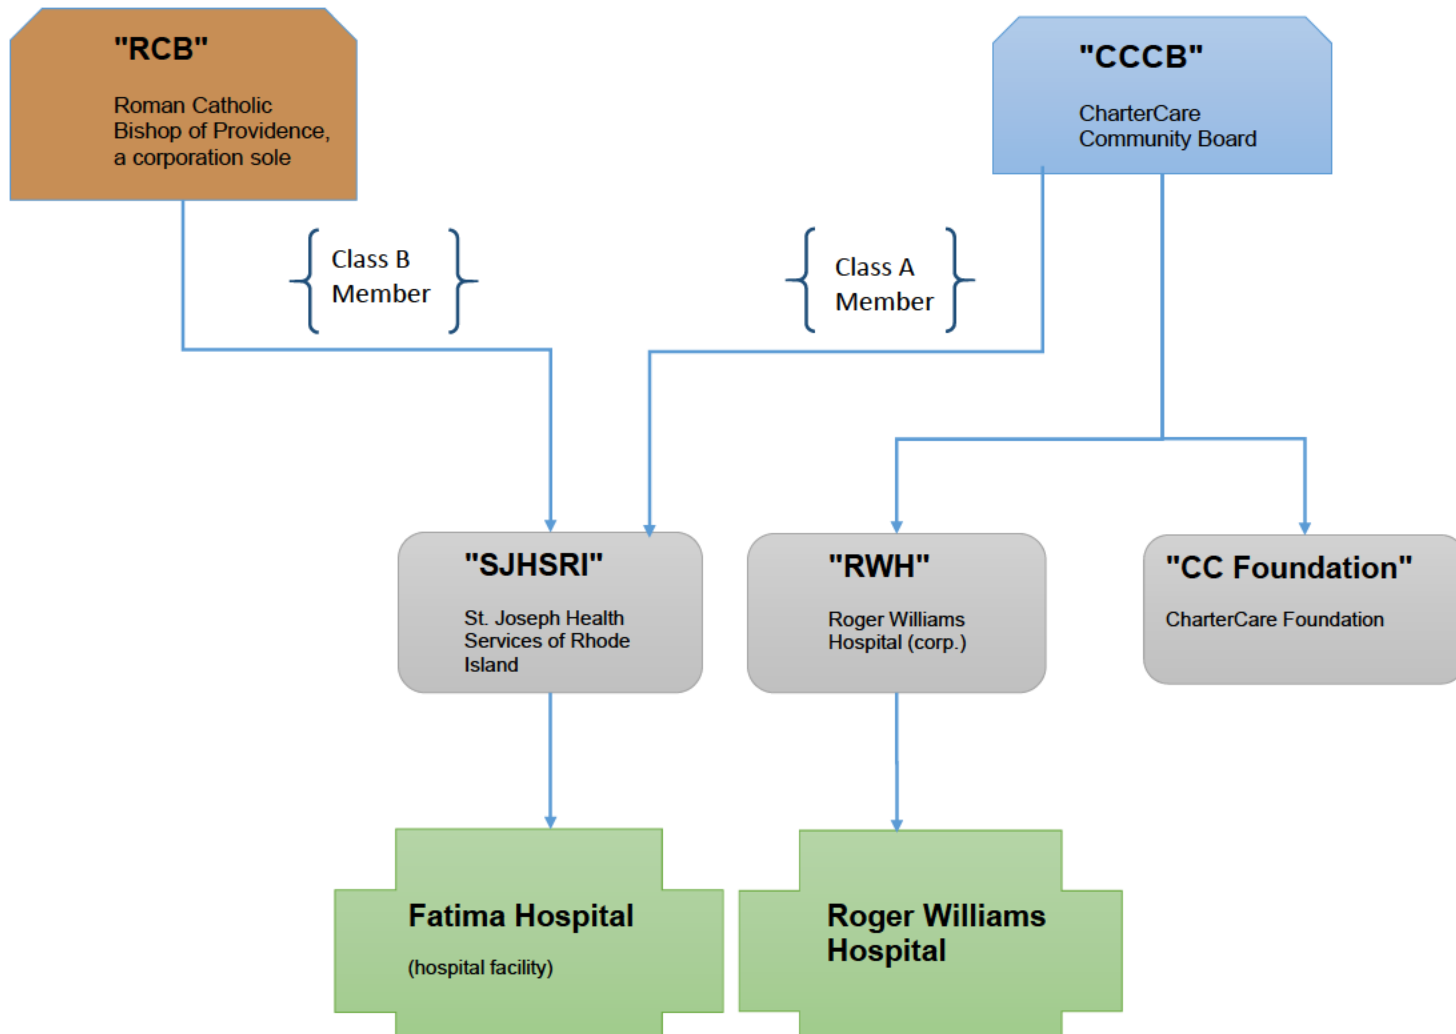 "RCB"
Roman Catholic
Bishop of Providence,
a corporation sole
"CCCB"
CharterCare
Community Board
Class B
Member
Class A
Member
"SJHSRI"
St. Joseph Health
Services of Rhode
Island
"RWH"
Roger Williams
Hospital (corp.)
"CC Foundation"
CharterCare Foundation
Fatima Hospital
(hospital facility)
Roger Williams
Hospital